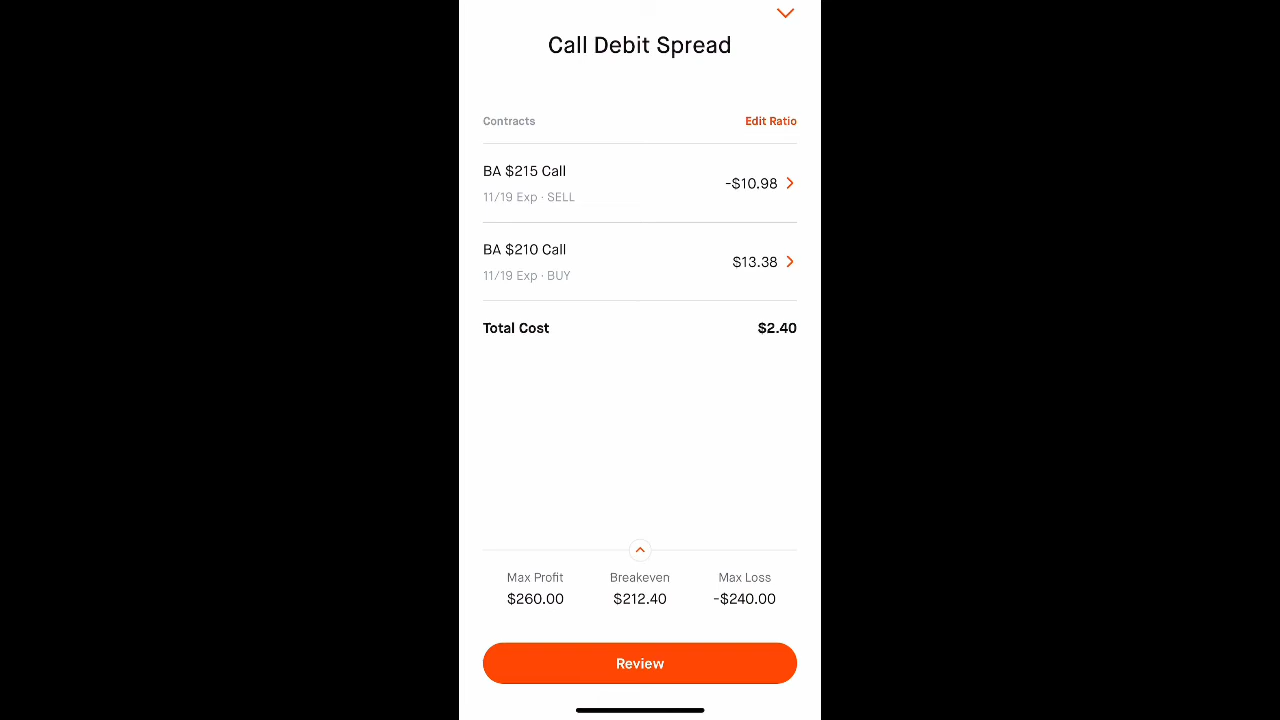 Call Debit Spread
Contracts
Edit Ratio
BA $215 Call
-$10.98
11/19 Exp · SELL
BA $210 Call
$13.38
11/19 Exp · BUY
Total Cost
$2.40
Max Profit
Breakeven
Max Loss
$260.00
$212.40
-$240.00
Review